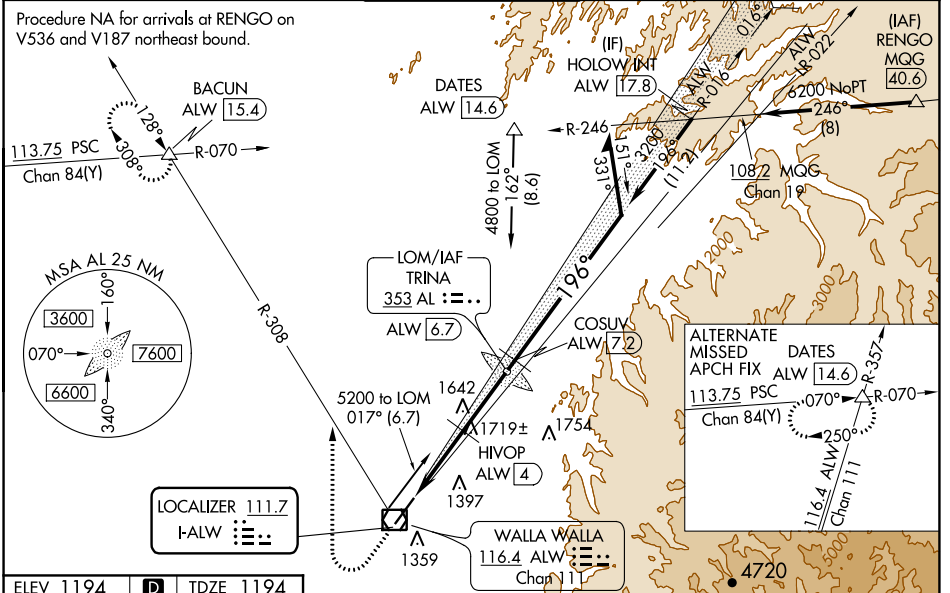 Procedure NA for arrivals at RENGO on
V536 and V187 northeast bound.
BACUN
ALW 15.4
128°
308°
113.75 PSC
Chan 84(Y)
R-070
DATES
ALW 14.6
(IF)
HOLOW INT
ALW 17.8
016°
ALW
R-016
ALW
LR-022
(IAF)
RENGO
MQG
40.6
6200 NoPT
246°
(8)
R-246
3200
196°
(11.2)
151°
331°
108.2 MQG
Chan 19
4800 to LOM
162°
(8.6)
MSA AL 25 NM
160°
3600
070°
7600
6600
340°
R-308
LOM/IAF
TRINA
353 AL
ALW 6.7
196°
COSUV
ALW 7.2
2000
3000
5200 to LOM
017° (6.7)
1642
1719±
1754
HIVOP
ALW 4
1397
1359
LOCALIZER 111.7
I-ALW
WALLA WALLA
116.4 ALW
Chan 111
ALTERNATE
MISSED
APCH FIX
DATES
ALW 14.6
R-357
113.75 PSC
Chan 84(Y)
070°
R-070
250°
116.4 ALW
Chan 111
4720
ELEV 1194
D
TDZE 1194